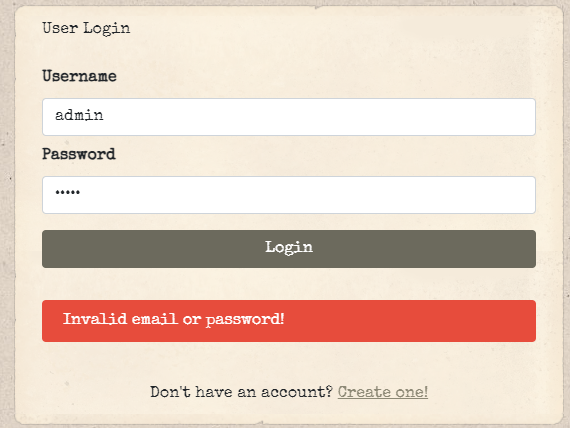 User Login
Username
admin
Password
•••••
Login
Invalid email or password!
Don't have an account? Create one!